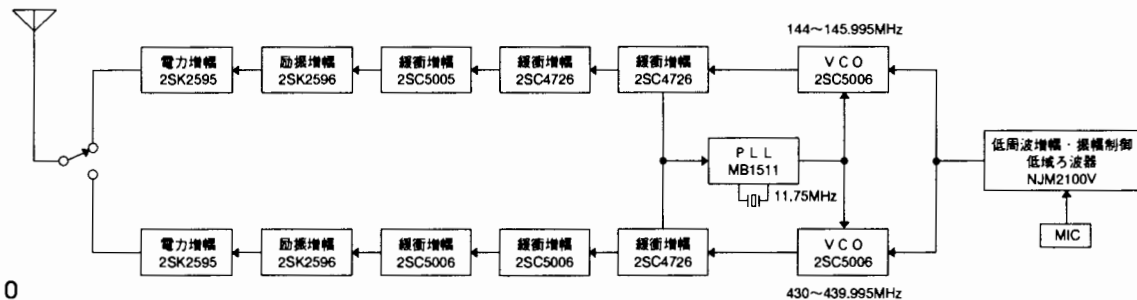 144～145.995MHz
電力増幅
2SK2595
励振増幅
2SK2596
緩衝増幅
2SC5005
緩衝増幅
2SC4726
緩衝増幅
2SC4726
VCO
2SC5006
PLL
MB1511
11.75MHz
低周波増幅・振幅制御
低域ろ波器
NJM2100V
MIC
電力増幅
2SK2595
励振増幅
2SK2596
緩衝増幅
2SC5006
緩衝増幅
2SC5006
緩衝増幅
2SC4726
VCO
2SC5006
430～439.995MHz
0